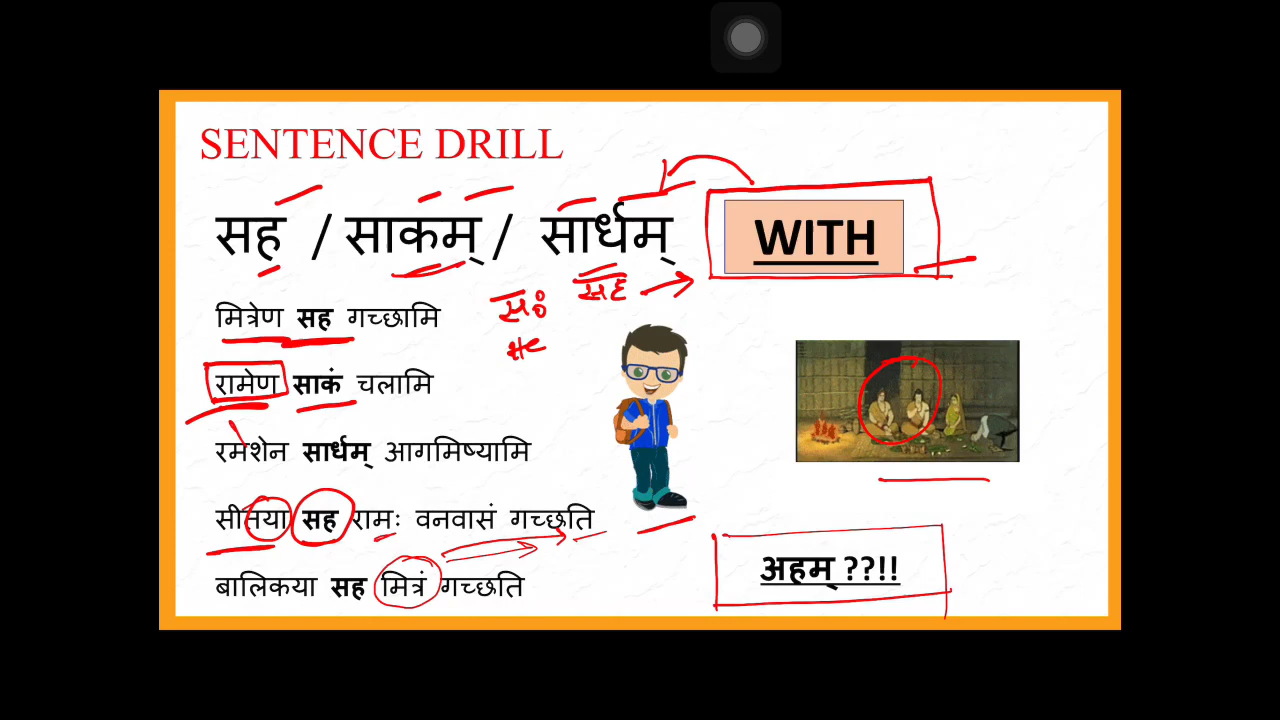 SENTENCE DRILL
सह / साकम् / सार्धम्
WITH
सह
मित्रेण सह गच्छामि
रामेण साकं चलामि
रमेशेन सार्धम् आगमिष्यामि
सीतया सह रामः वनवासं गच्छति
अहम् ??!!
बालिकया सह मित्रं गच्छति